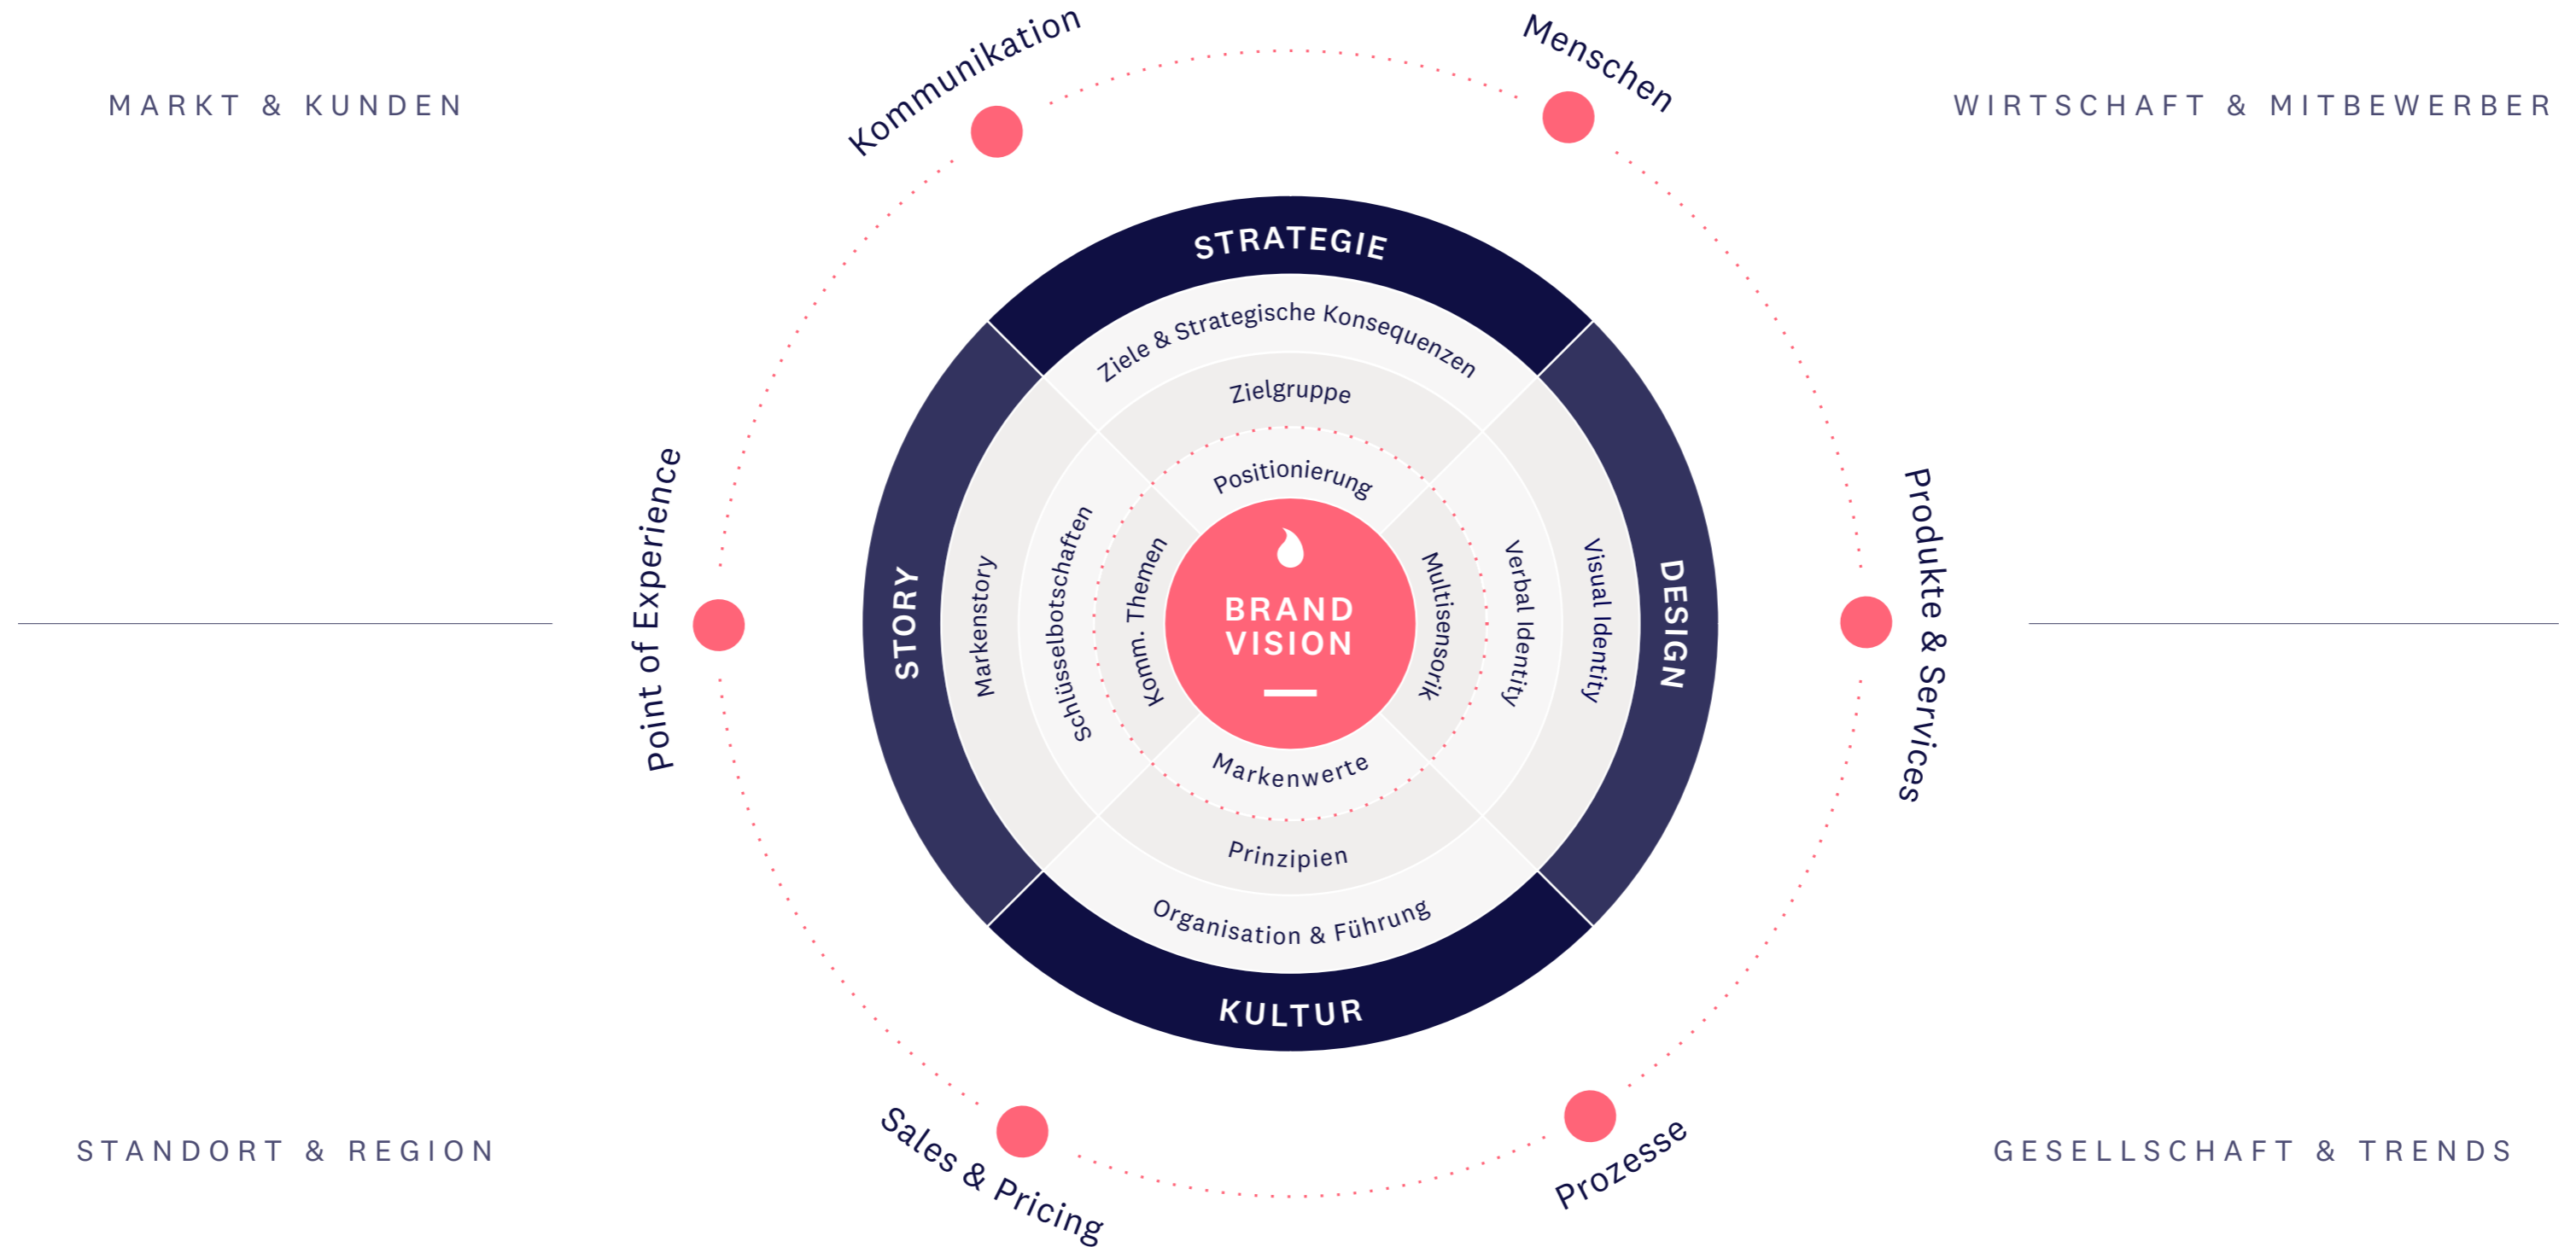 MARKT & KUNDEN
Kommunikation
Menschen
WIRTSCHAFT & MITBEWERBER
STRATEGIE
Ziele & Strategische Konsequenzen
Zielgruppe
Positionierung
Point of Experience
STORY
Markenstory
Schlüsselbotschaften
Komm. Themen
BRAND
VISION
Multisensorik
Verbal Identity
Visual Identity
DESIGN
Produkte & Services
Markenwerte
Prinzipien
Organisation & Führung
KULTUR
STANDORT & REGION
Sales & Pricing
Prozesse
GESELLSCHAFT & TRENDS